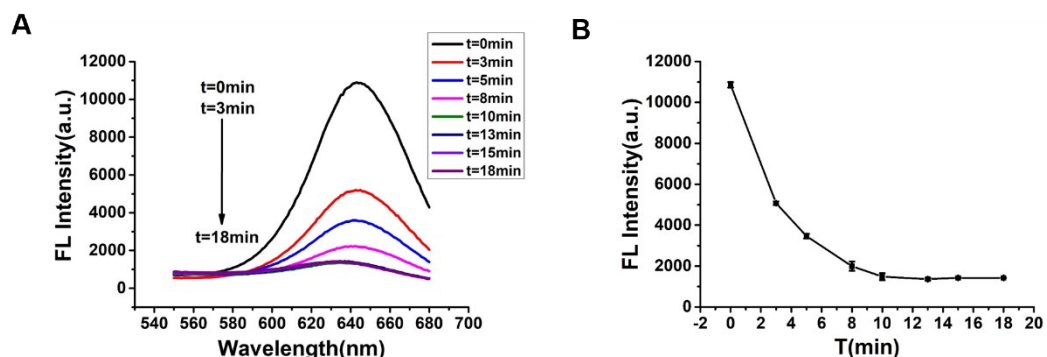 A
FL Intensity(a.u.)
12000
10000
8000
6000
4000
2000
0
t=0min
t=3min
t=18min
t=0min
t=3min
t=5min
t=8min
t=10min
t=13min
t=15min
t=18min
540 560 580 600 620 640 660 680 700
Wavelength(nm)
B
FL Intensity(a.u.)
12000
10000
8000
6000
4000
2000
0
-2 0 2 4 6 8 10 12 14 16 18 20
T(min)